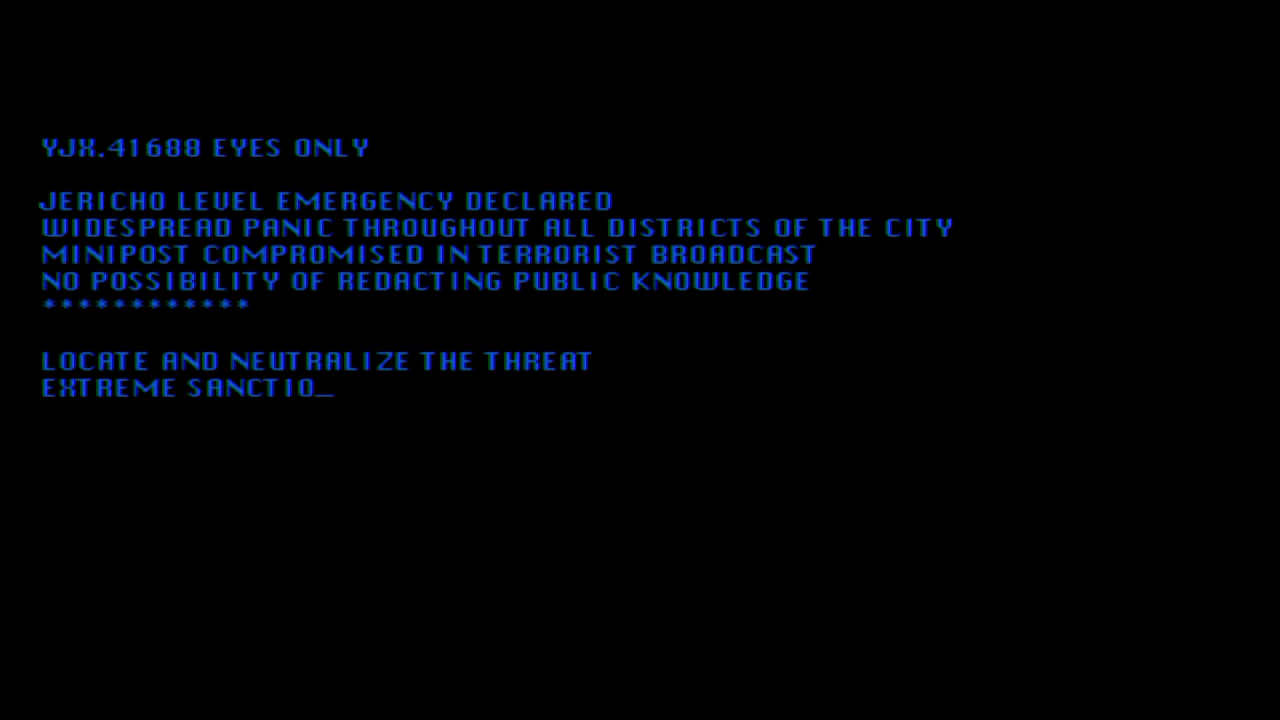 YJX.41688 EYES ONLY
JERICHO LEVEL EMERGENCY DECLARED
WIDESPREAD PANIC THROUGHOUT ALL DISTRICTS OF THE CITY
MINIPOST COMPROMISED IN TERRORIST BROADCAST
NO POSSIBILITY OF REDACTING PUBLIC KNOWLEDGE
************
LOCATE AND NEUTRALIZE THE THREAT
EXTREME SANCTIO_